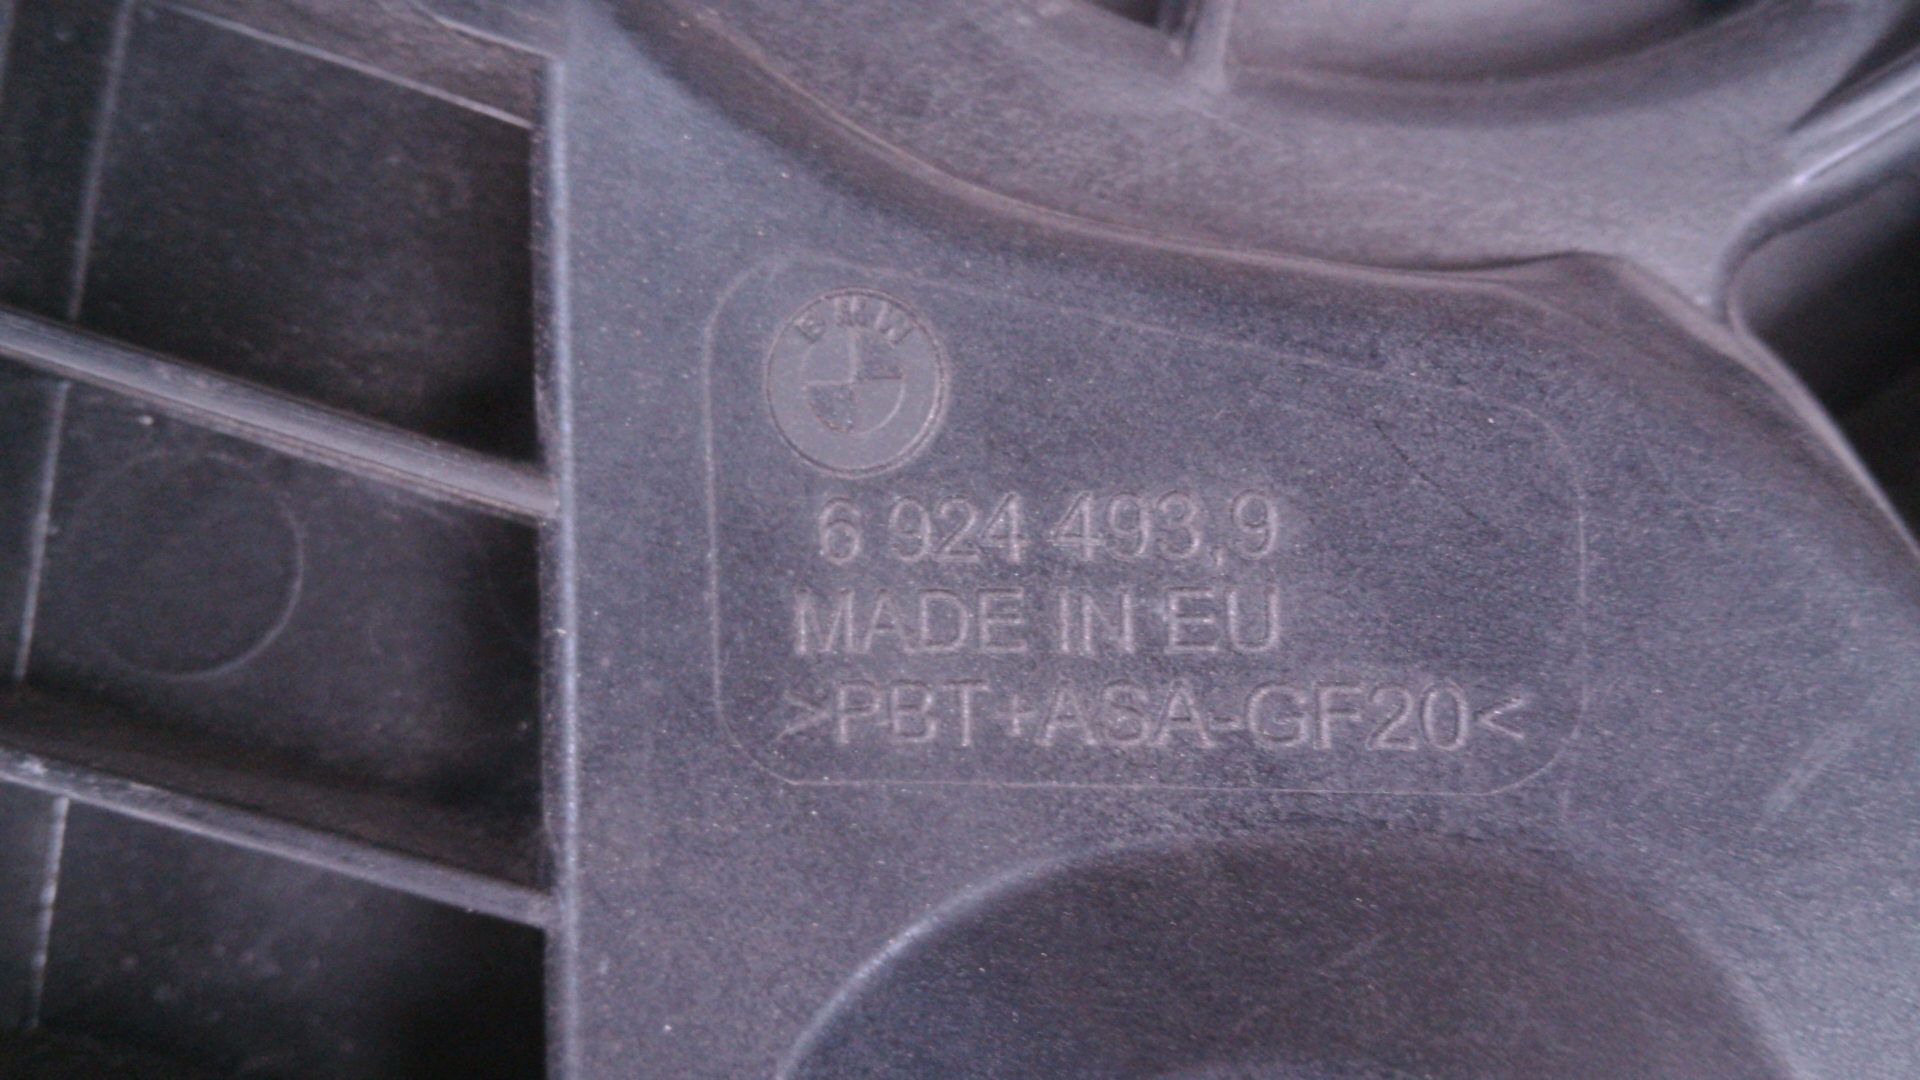 BMW
6 924 493,9
MADE IN EU
>PBT+ASA-GF20<